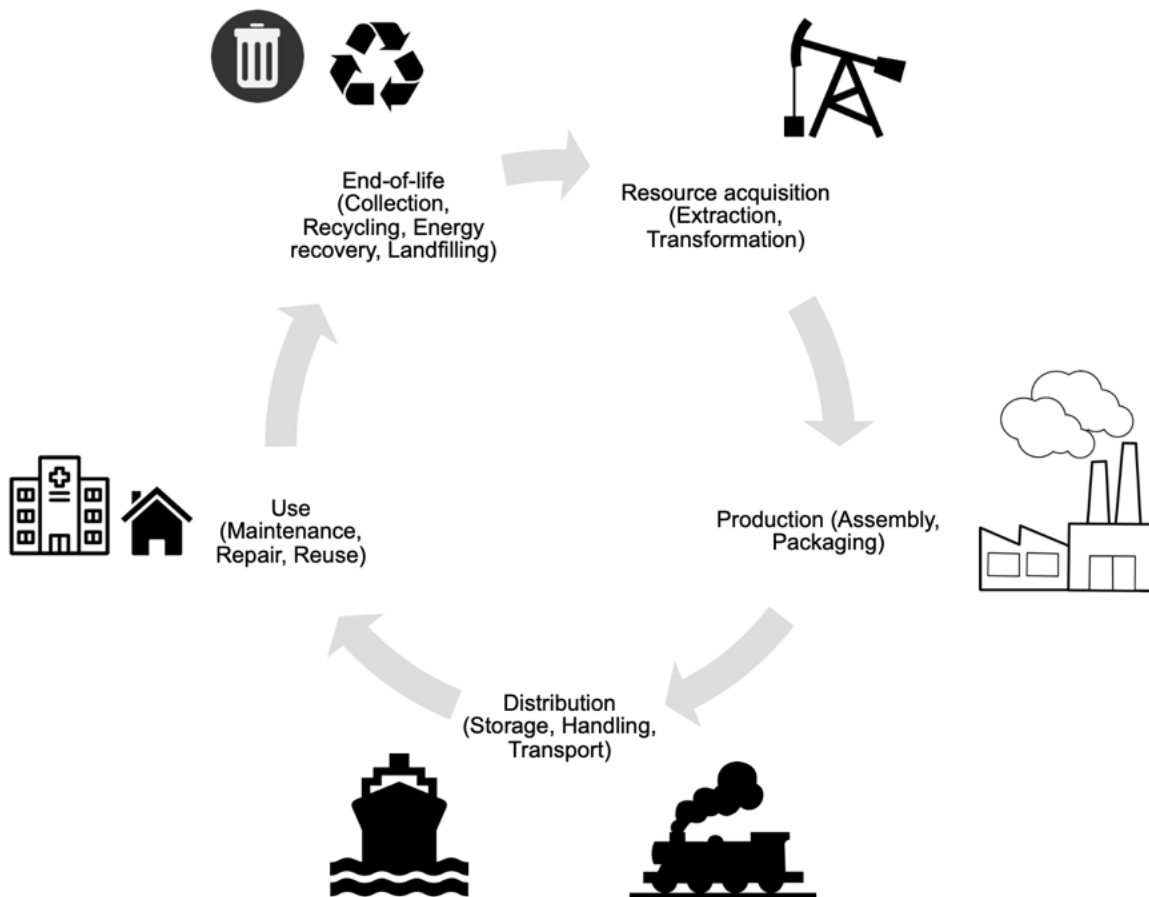 End-of-life
(Collection,
Recycling, Energy
recovery, Landfilling)
Resource acquisition
(Extraction,
Transformation)
Production (Assembly,
Packaging)
Distribution
(Storage, Handling,
Transport)
Use
(Maintenance,
Repair, Reuse)